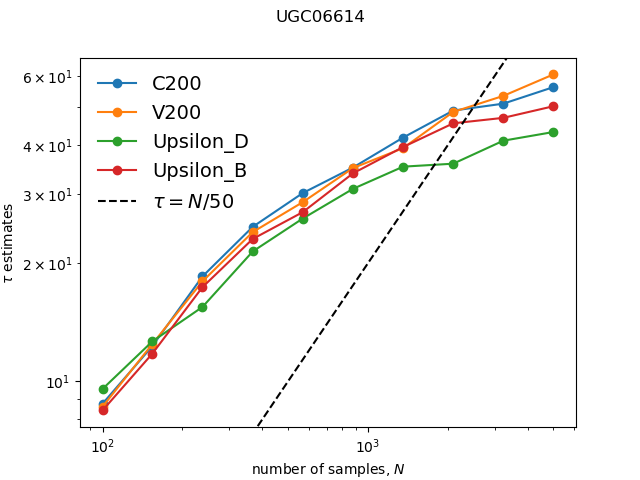 UGC06614
C200
V200
Upsilon_D
Upsilon_B
τ = N/50
6 × 10¹
4 × 10¹
3 × 10¹
2 × 10¹
10¹
τ estimates
10² 10³
number of samples, N